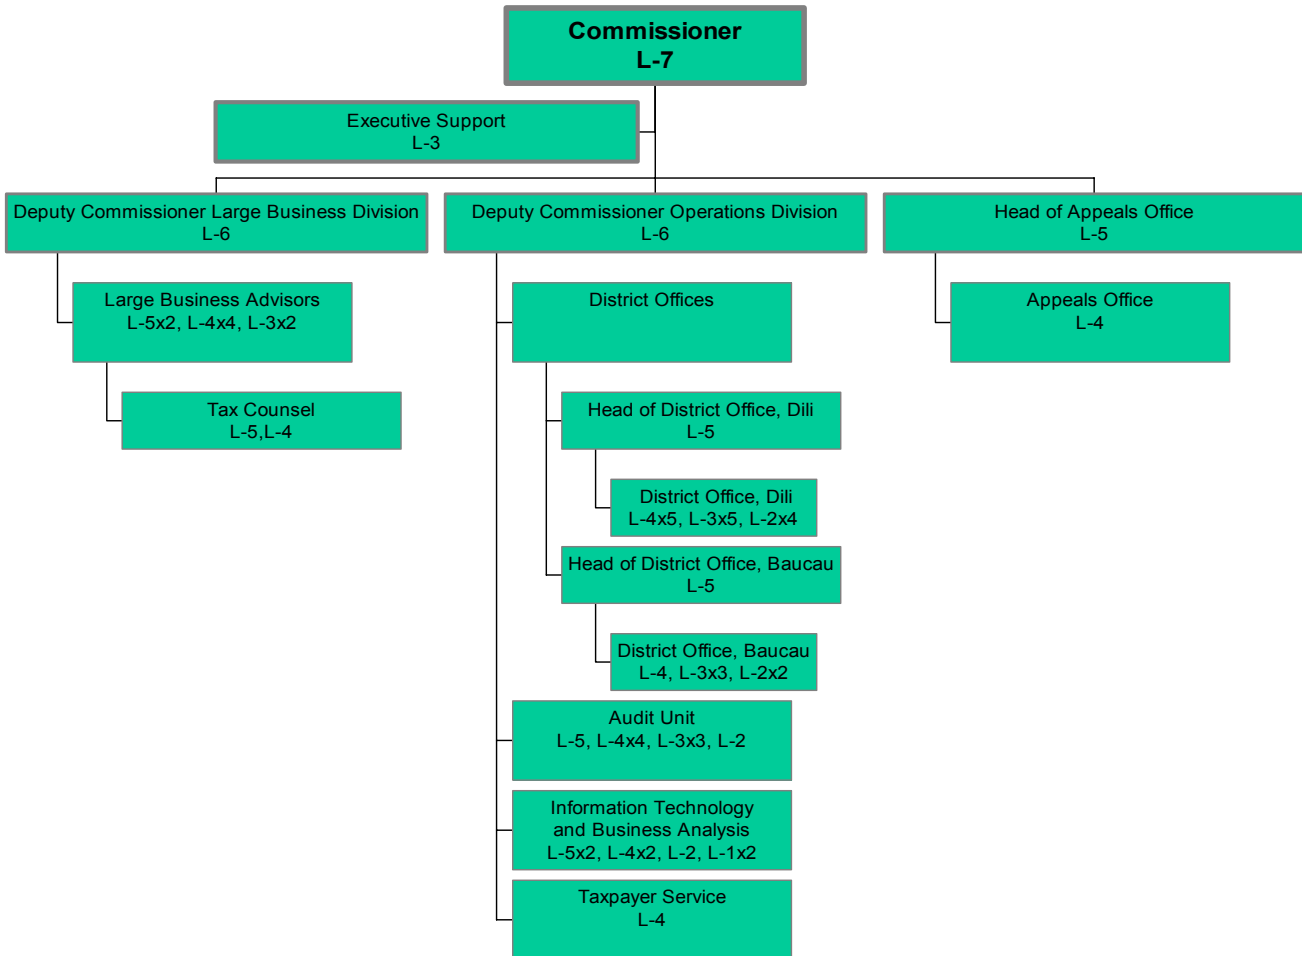 Commissioner
L-7
Executive Support
L-3
Deputy Commissioner Large Business Division
L-6
Deputy Commissioner Operations Division
L-6
Head of Appeals Office
L-5
Large Business Advisors
L-5x2, L-4x4, L-3x2
Tax Counsel
L-5,L-4
District Offices
Head of District Office, Dili
L-5
District Office, Dili
L-4x5, L-3x5, L-2x4
Head of District Office, Baucau
L-5
District Office, Baucau
L-4, L-3x3, L-2x2
Audit Unit
L-5, L-4x4, L-3x3, L-2
Information Technology
and Business Analysis
L-5x2, L-4x2, L-2, L-1x2
Taxpayer Service
L-4
Appeals Office
L-4